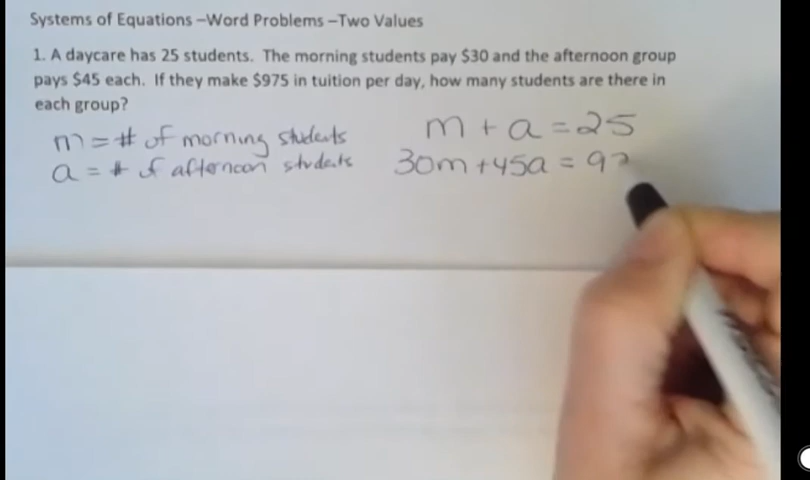 Systems of Equations –Word Problems –Two Values
1. A daycare has 25 students. The morning students pay $30 and the afternoon group
pays $45 each. If they make $975 in tuition per day, how many students are there in
each group?
m = # of morning students
a = # of afternoon students
m + a = 25
30m + 45a = 9